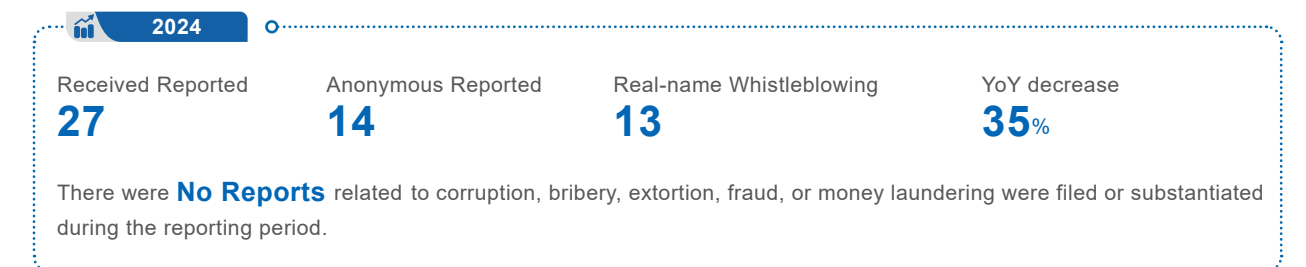 2024
Received Reported
27
Anonymous Reported
14
Real-name Whistleblowing
13
YoY decrease
35%
There were No Reports related to corruption, bribery, extortion, fraud, or money laundering were filed or substantiated
during the reporting period.